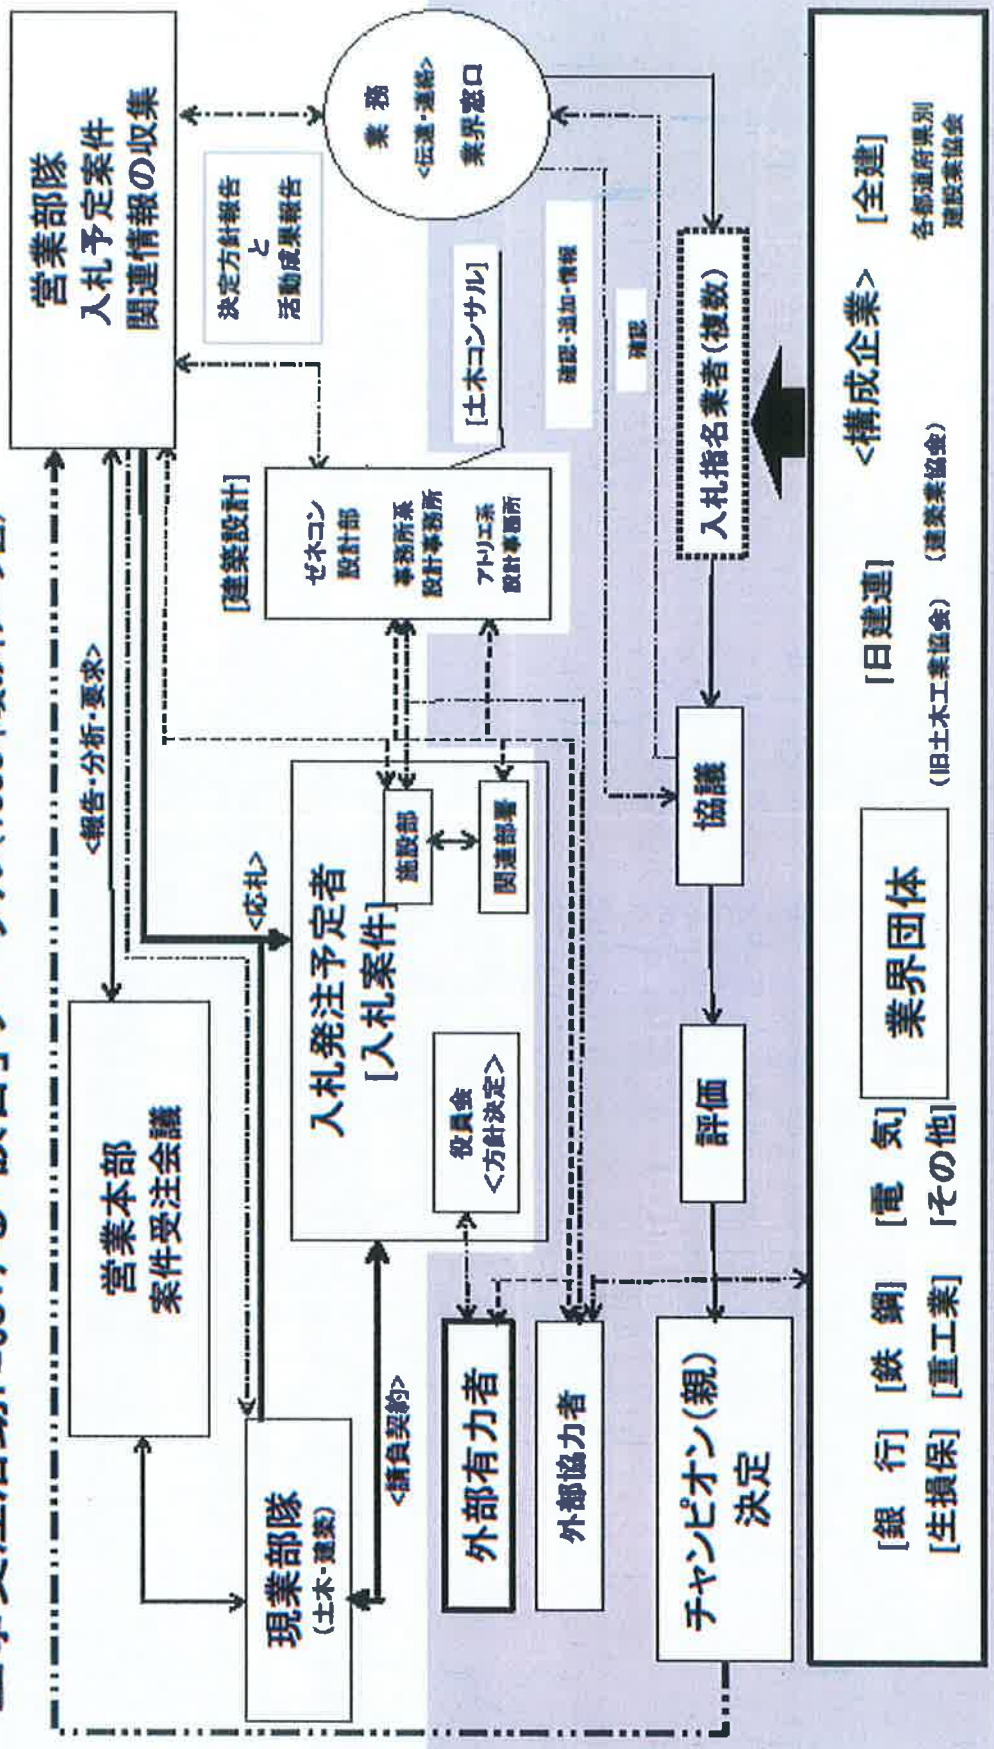 営業部隊
入札予定案件
関連情報の収集
営業本部
案件受注会議
<報告・分析・要求>
現業部隊
(土木・建築)
<応札>
<請負契約>
入札発注予定者
[入札案件]
役員会
<方針決定>
施設部
関連部署
[建築設計]
ゼネコン
設計部
事務所系
設計事務所
アトリエ系
設計事務所
[土木コンサル]
決定方針報告
と
活動成果報告
業 務
<伝達・連絡>
業界窓口
外部有力者
外部協力者
確認・追加・情報
確認
チャンピオン(親)
決定
評価
協議
入札指名業者(複数)
[銀 行]
[鉄 鋼]
[電 気]
[生損保]
[重工業]
[その他]
業界団体
[日建連]
(旧土木工業協会)
(建築業協会)
<構成企業>
[全建]
各都道府県別
建設業協会